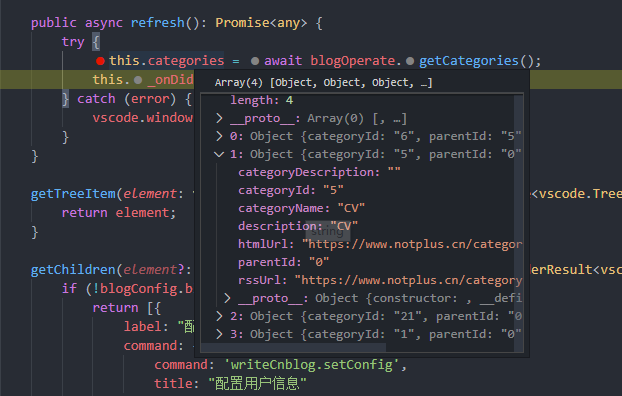 public async refresh(): Promise<any> {
try {
this.categories = await blogOperate. getCategories();
this. _onDid
} catch (error) {
vscode.window
}
}
getTreeItem(element:
return element;
}
getChildren(element?:
if (!blogConfig.b
return [{
label: "配
command:
command: 'writeCnblog.setConfig',
title: "配置用户信息"
Array(4) [Object, Object, Object, …]
length: 4
__proto__: Array(0) [, …]
0: Object {categoryId: "6", parentId: "5"
1: Object {categoryId: "5", parentId: "0"
categoryDescription: ""
categoryId: "5"
categoryName: "CV"
description: "CV"
string
htmlUrl: "https://www.notplus.cn/categor
parentId: "0"
rssUrl: "https://www.notplus.cn/category
__proto__: Object {constructor: , __defi
2: Object {categoryId: "21", parentId: "0
3: Object {categoryId: "1", parentId: "0"
e<vscode.Tree
derResult<vsc